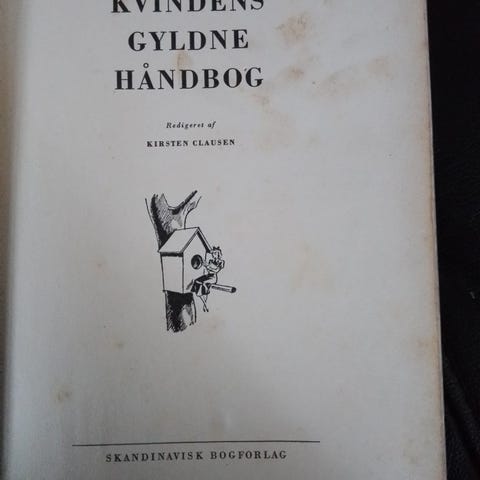 KVINDENS
GYLDNE
HÅNDBOG
Redigeret af
KIRSTEN CLAUSEN
SKANDINAVISK BOGFORLAG